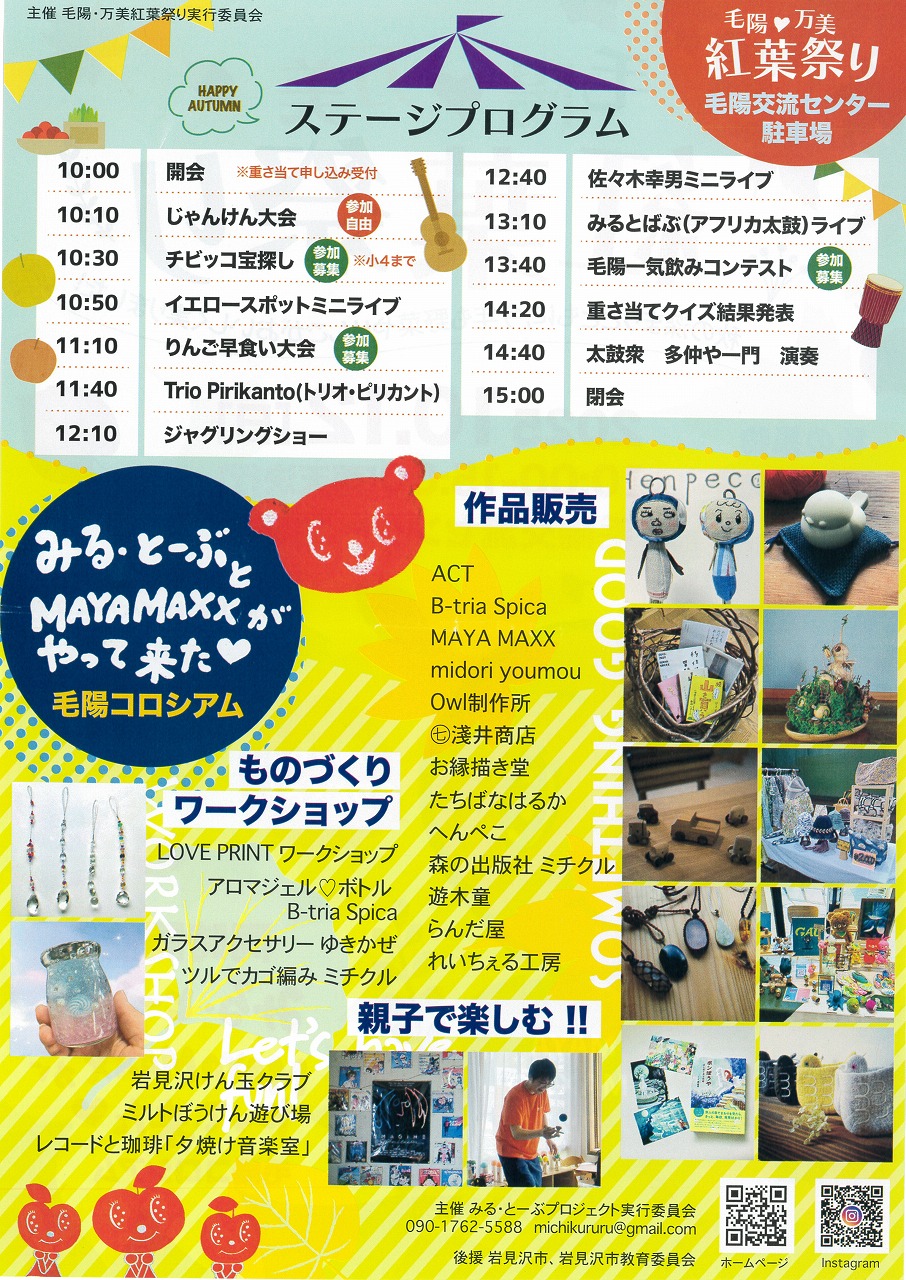 主催 毛陽・万美紅葉祭り実行委員会
HAPPY
AUTUMN
ステージプログラム
毛陽♥万美
紅葉祭り
毛陽交流センター
駐車場
10:00 開会 ※重さ当て申し込み受付
10:10 じゃんけん大会 参加自由
10:30 チビッコ宝探し 参加募集 ※小4まで
10:50 イエロースポットミニライブ
11:10 りんご早食い大会 参加募集
11:40 Trio Pirikanto(トリオ・ピリカント)
12:10 ジャグリングショー
12:40 佐々木幸男ミニライブ
13:10 みるとばぶ(アフリカ太鼓)ライブ
13:40 毛陽一気飲みコンテスト 参加募集
14:20 重さ当てクイズ結果発表
14:40 太鼓衆 多仲や一門 演奏
15:00 閉会
みる・とーぶと
MAYA MAXXが
やって来た♥
毛陽コロシアム
作品販売
ACT
B-tria Spica
MAYA MAXX
midori youmou
Owl制作所
㊆淺井商店
お縁描き堂
たちばなはるか
へんぺこ
森の出版社 ミチクル
遊木童
らんだ屋
れいちぇる工房
SOMETHING GOOD
Henpeco
ものづくり
ワークショップ
LOVE PRINT ワークショップ
アロマジェル♡ボトル
B-tria Spica
ガラスアクセサリー ゆきかぜ
ツルでカゴ編み ミチクル
WORKSHOP
親子で楽しむ !!
Let's have
fun!
岩見沢けん玉クラブ
ミルトぼうけん遊び場
レコードと珈琲「夕焼け音楽室」
主催 みる・とーぶプロジェクト実行委員会
090-1762-5588 michikururu@gmail.com
後援 岩見沢市、岩見沢市教育委員会
ホームページ
Instagram